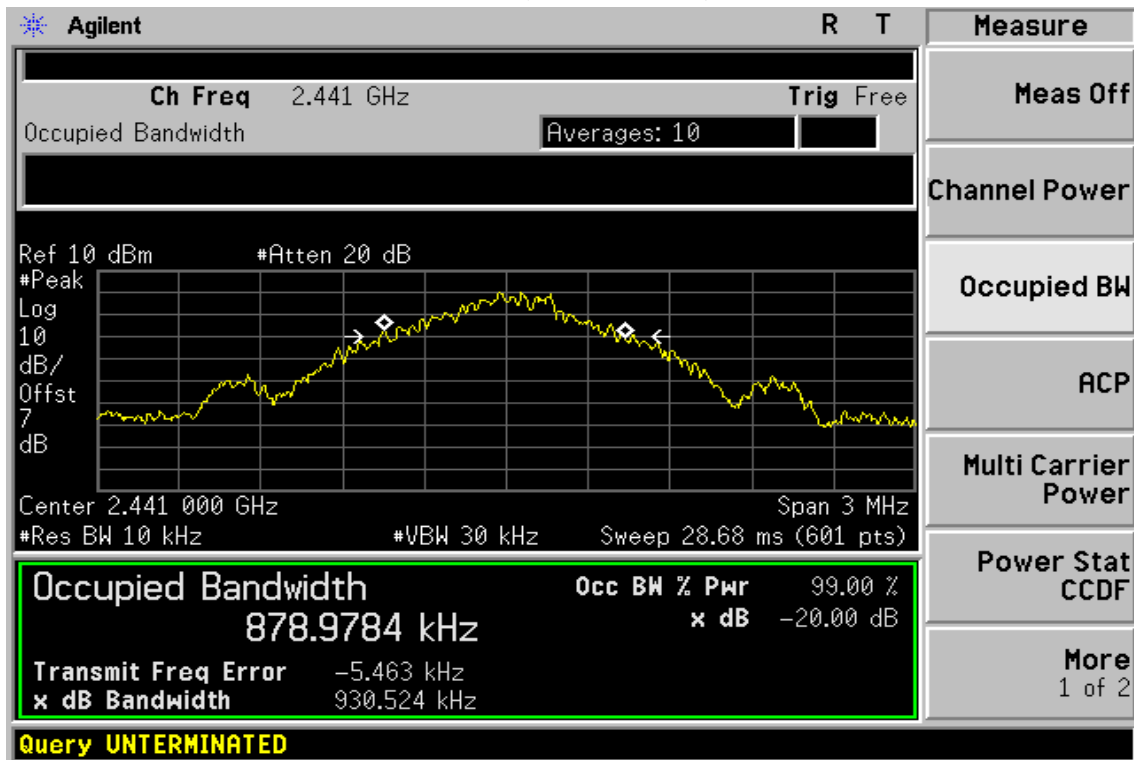 Agilent R T
Ch Freq 2.441 GHz Trig Free
Occupied Bandwidth Averages: 10
Ref 10 dBm #Atten 20 dB
#Peak
Log
10
dB/
Offst
7
dB
Center 2.441 000 GHz Span 3 MHz
#Res BW 10 kHz #VBW 30 kHz Sweep 28.68 ms (601 pts)
Occupied Bandwidth Occ BW % Pwr 99.00 %
878.9784 kHz x dB -20.00 dB
Transmit Freq Error -5.463 kHz
x dB Bandwidth 930.524 kHz
Query UNTERMINATED
Measure
Meas Off
Channel Power
Occupied BW
ACP
Multi Carrier
Power
Power Stat
CCDF
More
1 of 2